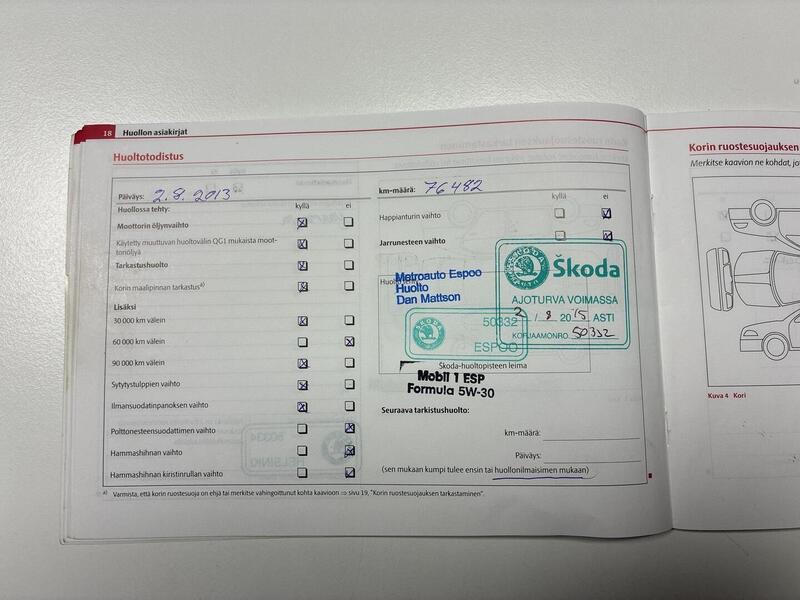 18 Huollon asiakirjat
Huoltotodistus
Päiväys: 2.8.2013
km-määrä: 76482
Huollossa tehty: kyllä ei
Moottorin öljynvaihto
Käytetty muuttuvan huoltovälin QG1 mukaista moot-
toriöljyä
Tarkastushuolto
Korin maalipinnan tarkastus a)
Lisäksi
30 000 km välein
60 000 km välein
90 000 km välein
Sytytystulppien vaihto
Ilmansuodatinpanoksen vaihto
Polttonesteensuodattimen vaihto
Hammashihnan vaihto
Hammashihnan kiristinrullan vaihto
kyllä ei
Happianturin vaihto
Jarrunesteen vaihto
Metroauto Espoo
Huolto
Dan Mattson
50332
ESPOO
ŠKODA
Škoda
AJOTURVA VOIMASSA
2 / 8 2015 ASTI
KORJAAMONRO. 50332
Škoda-huoltopisteen leima
Mobil 1 ESP
Formula 5W-30
Seuraava tarkistushuolto:
km-määrä:
Päiväys:
(sen mukaan kumpi tulee ensin tai huollonilmaisimen mukaan)
a) Varmista, että korin ruostesuoja on ehjä tai merkitse vahingoittunut kohta kaavioon ⇒ sivu 19, "Korin ruostesuojauksen tarkastaminen".
Korin ruostesuojauksen
Merkitse kaavion ne kohdat, jo
Kuva 4 Kori